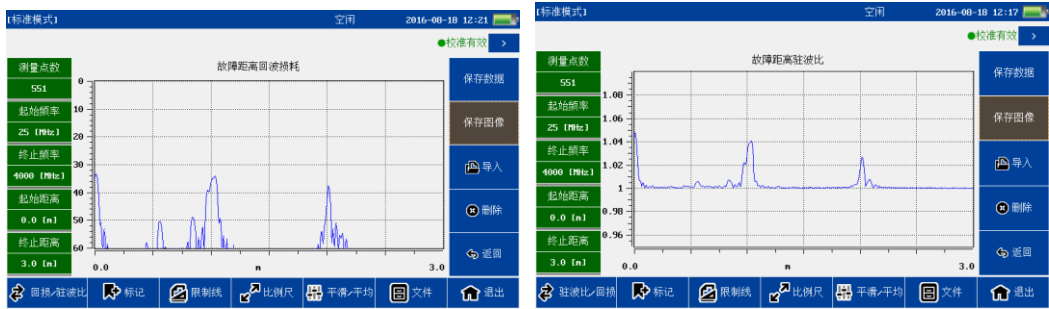 [标准模式]
空闲
2016-08-18 12:21
校准有效
>
测量点数
551
起始频率
25 [MHz]
终止频率
4000 [MHz]
起始距离
0.0 [m]
终止距离
3.0 [m]
故障距离回波损耗
0
10
20
30
40
50
60
0.0
m
3.0
保存数据
保存图像
导入
删除
返回
回损/驻波比
标记
限制线
比例尺
平滑/平均
文件
退出
[标准模式]
空闲
2016-08-18 12:17
校准有效
>
测量点数
551
起始频率
25 [MHz]
终止频率
4000 [MHz]
起始距离
0.0 [m]
终止距离
3.0 [m]
故障距离驻波比
1.08
1.06
1.04
1.02
1
0.98
0.96
0.0
m
3.0
保存数据
保存图像
导入
删除
返回
驻波比/回损
标记
限制线
比例尺
平滑/平均
文件
退出